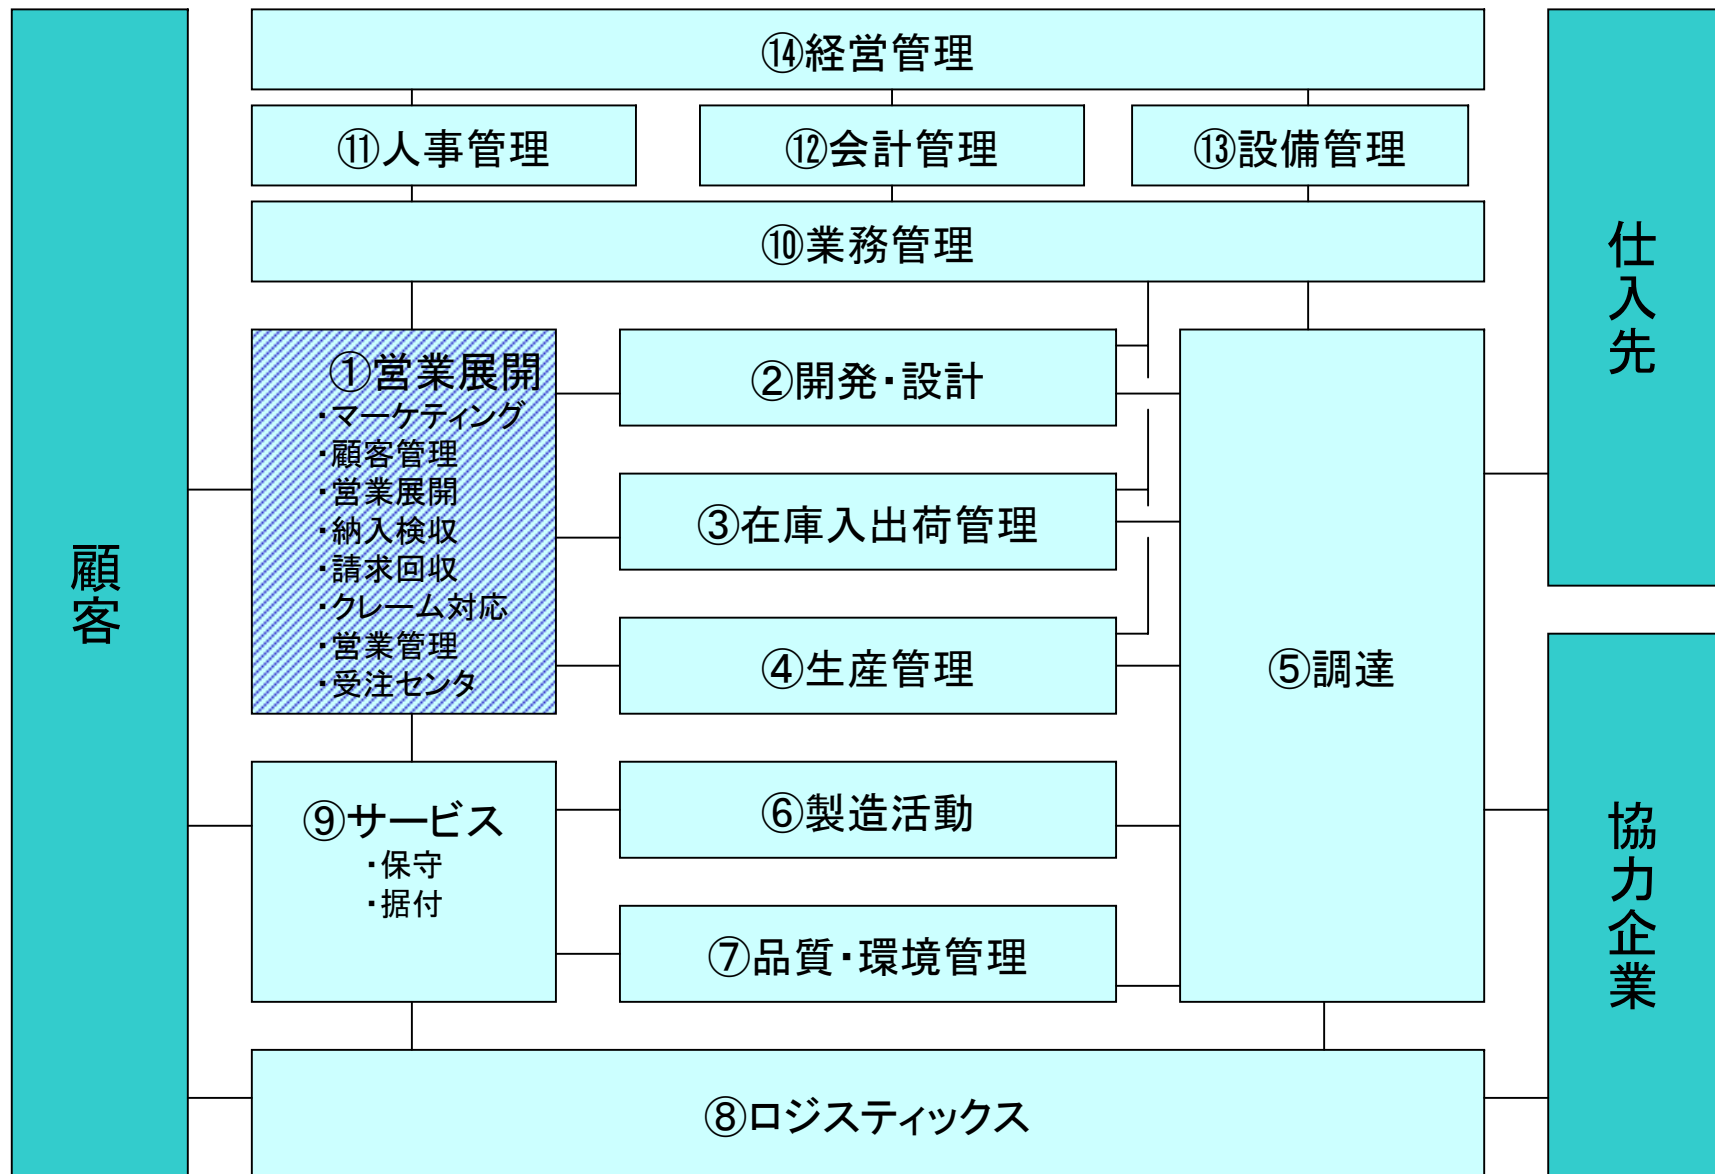 顧客
⑭経営管理
⑪人事管理
⑫会計管理
⑬設備管理
⑩業務管理
①営業展開
・マーケティング
・顧客管理
・営業展開
・納入検収
・請求回収
・クレーム対応
・営業管理
・受注センタ
②開発・設計
③在庫入出荷管理
④生産管理
⑤調達
⑨サービス
・保守
・据付
⑥製造活動
⑦品質・環境管理
⑧ロジスティックス
仕入先
協力企業